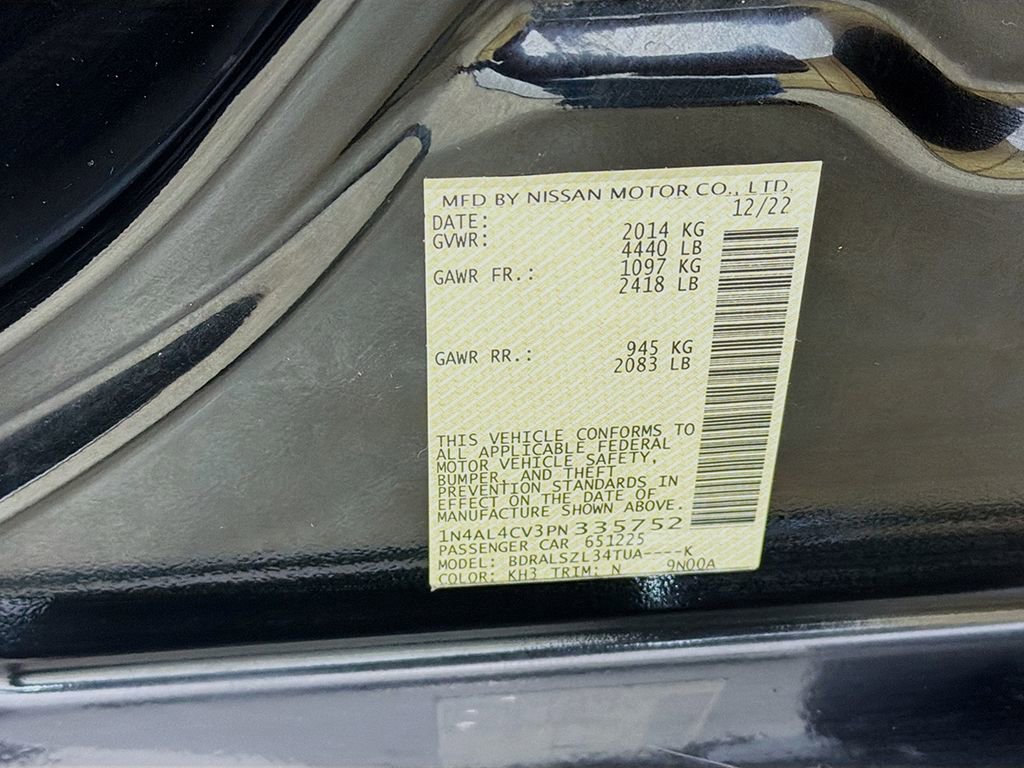 MFD BY NISSAN MOTOR CO., LTD.
DATE: 12/22
GVWR: 2014 KG
4440 LB
GAWR FR.: 1097 KG
2418 LB
GAWR RR.: 945 KG
2083 LB
THIS VEHICLE CONFORMS TO
ALL APPLICABLE FEDERAL
MOTOR VEHICLE SAFETY,
BUMPER, AND THEFT
PREVENTION STANDARDS IN
EFFECT ON THE DATE OF
MANUFACTURE SHOWN ABOVE.
1N4AL4CV3PN335752
PASSENGER CAR 651225
MODEL: BDRALSZL34TUA----K
COLOR: KH3 TRIM: N 9N00A